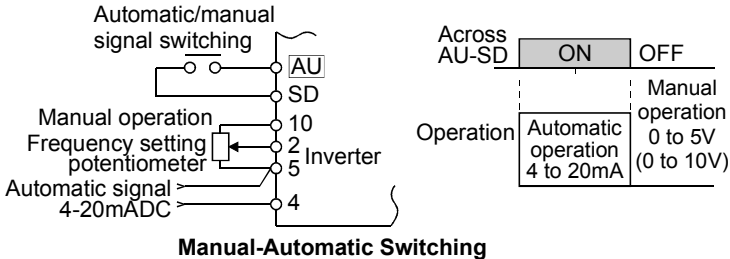 Automatic/manual
signal switching
AU
SD
Manual operation
10
Frequency setting
potentiometer
2
Inverter
5
Automatic signal
4-20mADC
4
Across
AU-SD
ON
OFF
Operation
Automatic
operation
4 to 20mA
Manual
operation
0 to 5V
(0 to 10V)
Manual-Automatic Switching